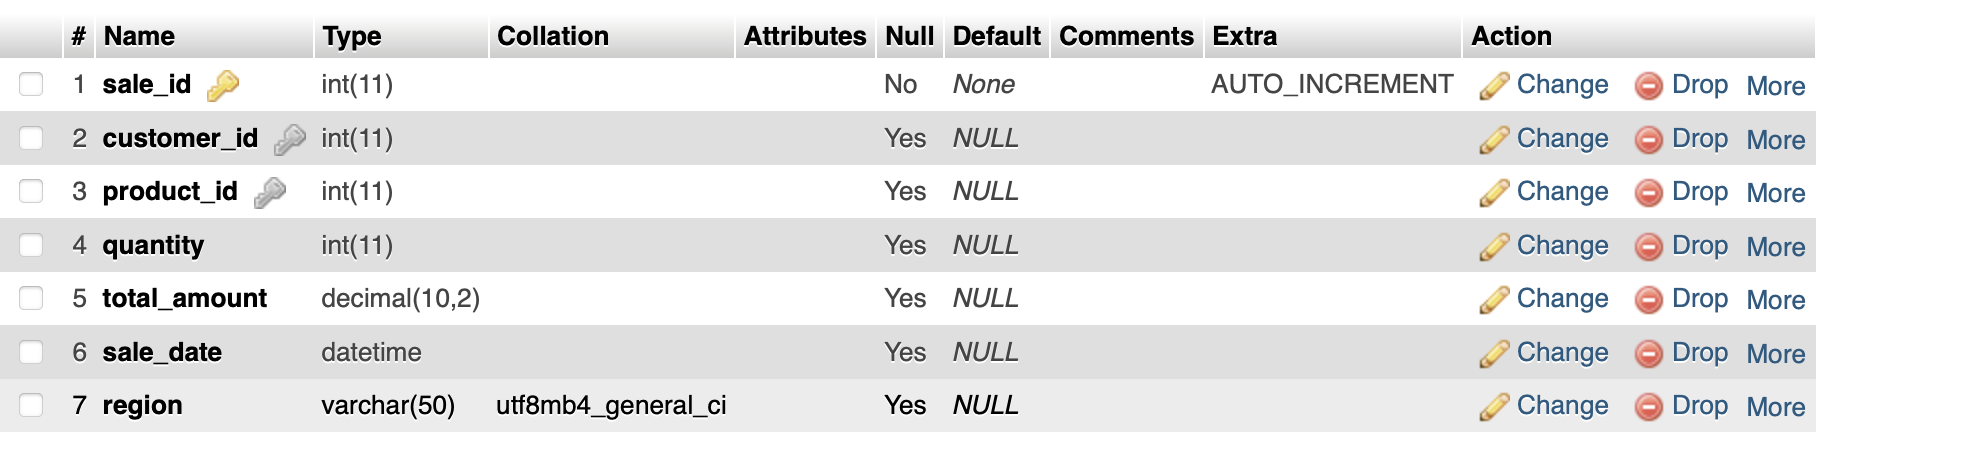 # Name Type Collation Attributes Null Default Comments Extra Action
1 sale_id int(11) No None AUTO_INCREMENT Change Drop More
2 customer_id int(11) Yes NULL Change Drop More
3 product_id int(11) Yes NULL Change Drop More
4 quantity int(11) Yes NULL Change Drop More
5 total_amount decimal(10,2) Yes NULL Change Drop More
6 sale_date datetime Yes NULL Change Drop More
7 region varchar(50) utf8mb4_general_ci Yes NULL Change Drop More